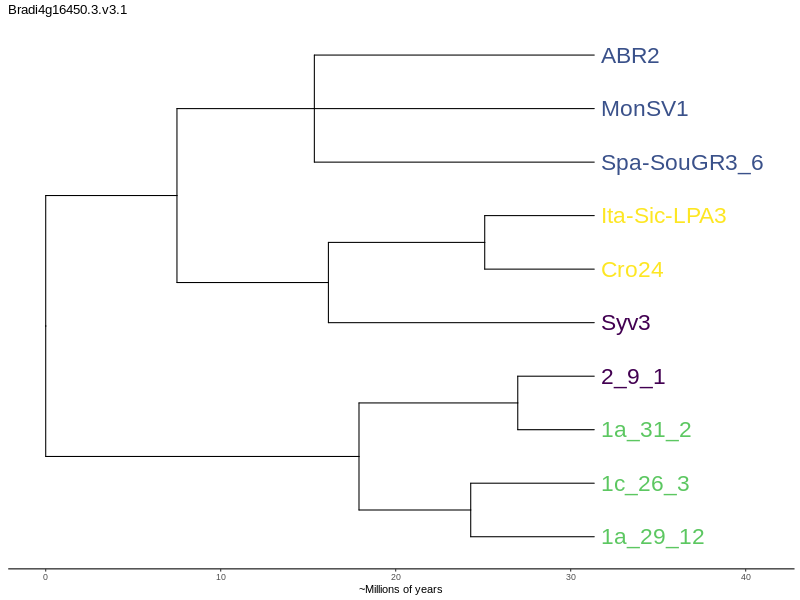 Bradi4g16450.3.v3.1
ABR2
MonSV1
Spa-SouGR3_6
Ita-Sic-LPA3
Cro24
Syv3
2_9_1
1a_31_2
1c_26_3
1a_29_12
0 10 20 30 40
~Millions of years